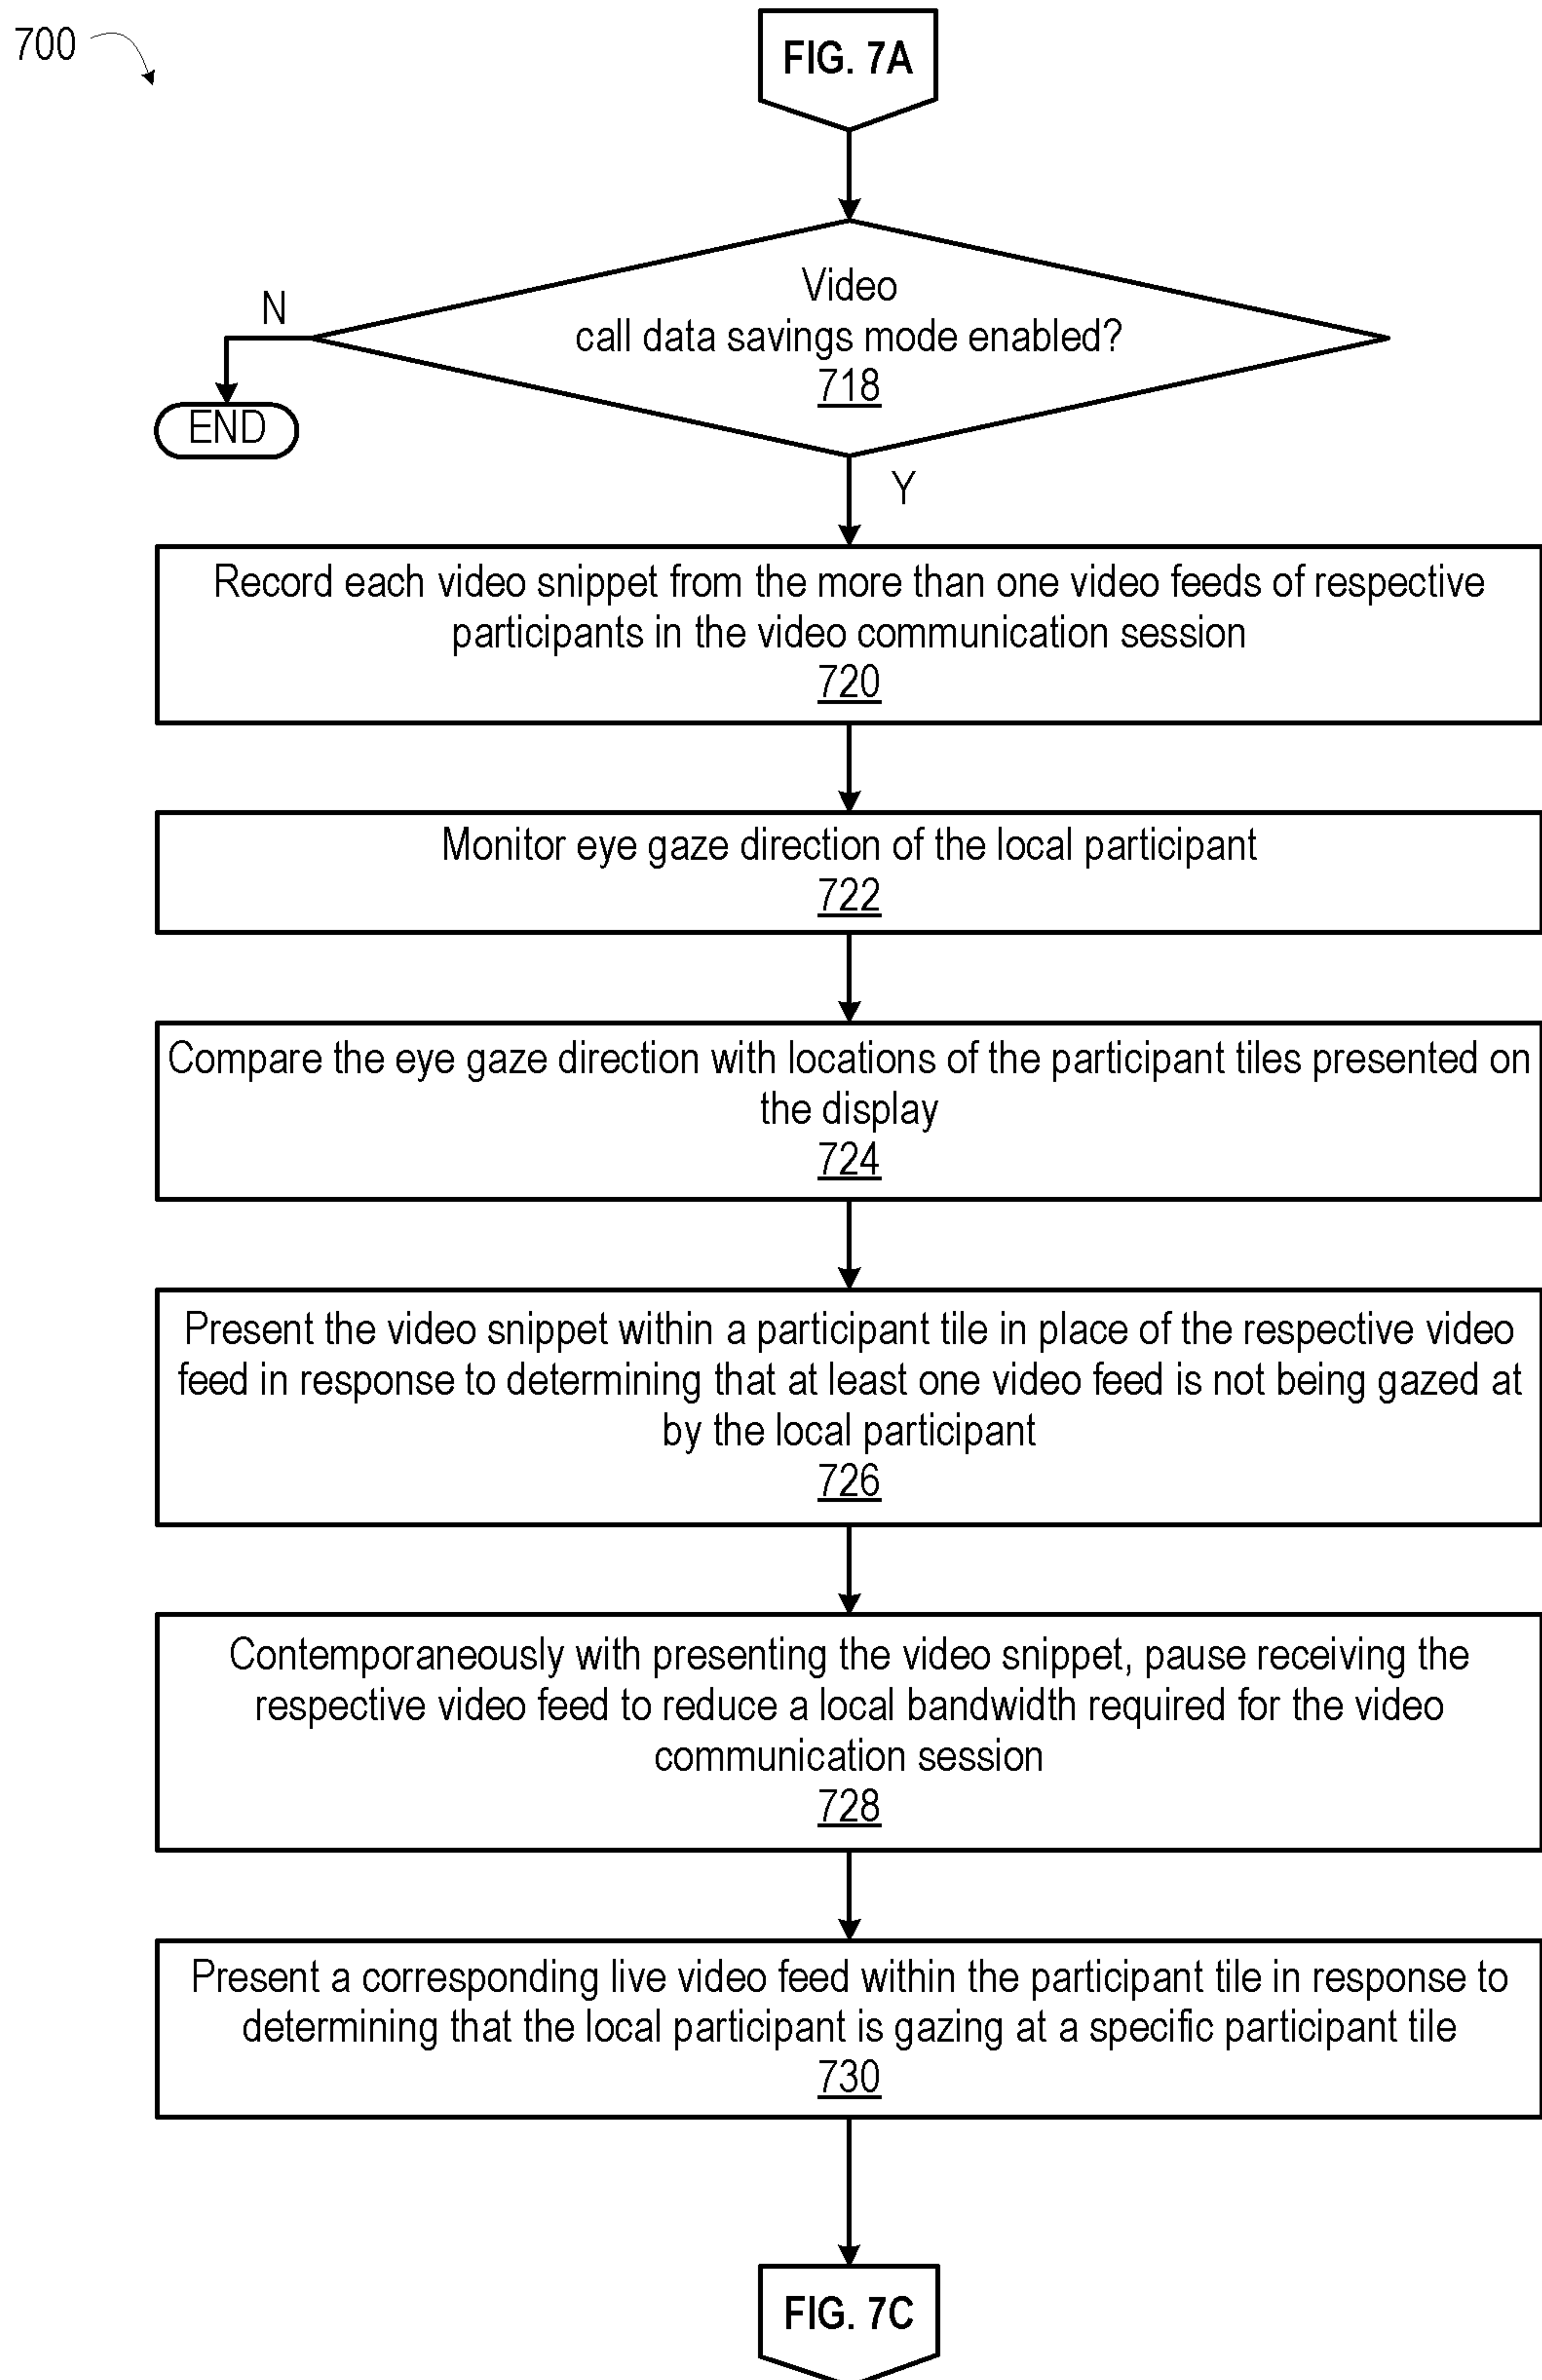 700
FIG. 7A
Video
call data savings mode enabled?
718
N
END
Y
Record each video snippet from the more than one video feeds of respective
participants in the video communication session
720
Monitor eye gaze direction of the local participant
722
Compare the eye gaze direction with locations of the participant tiles presented on
the display
724
Present the video snippet within a participant tile in place of the respective video
feed in response to determining that at least one video feed is not being gazed at
by the local participant
726
Contemporaneously with presenting the video snippet, pause receiving the
respective video feed to reduce a local bandwidth required for the video
communication session
728
Present a corresponding live video feed within the participant tile in response to
determining that the local participant is gazing at a specific participant tile
730
FIG. 7C